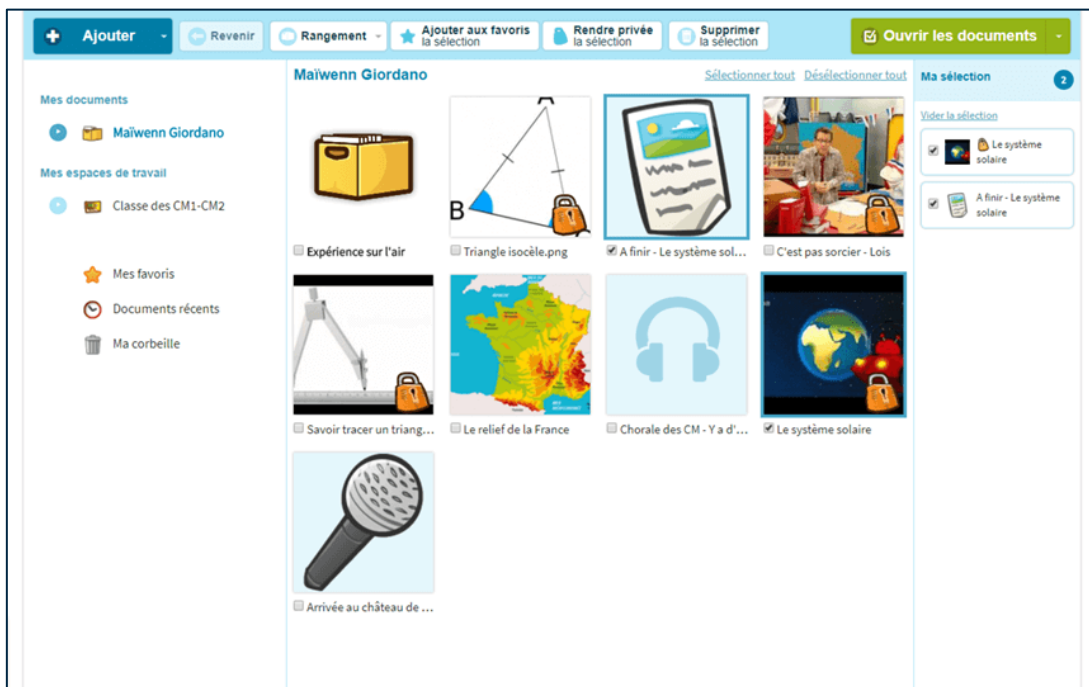 Ajouter
Revenir
Rangement
Ajouter aux favoris
la sélection
Rendre privée
la sélection
Supprimer
la sélection
Ouvrir les documents
Mes documents
Maïwenn Giordano
Mes espaces de travail
Classe des CM1-CM2
Mes favoris
Documents récents
Ma corbeille
Maïwenn Giordano
Sélectionner tout Désélectionner tout
A
B
Expérience sur l'air
Triangle isocèle.png
A finir - Le système sol...
C'est pas sorcier - Lois
Savoir tracer un triang...
Le relief de la France
Chorale des CM - Y a d'...
Le système solaire
Arrivée au château de ...
Ma sélection
2
Vider la sélection
Le système
solaire
A finir - Le système
solaire